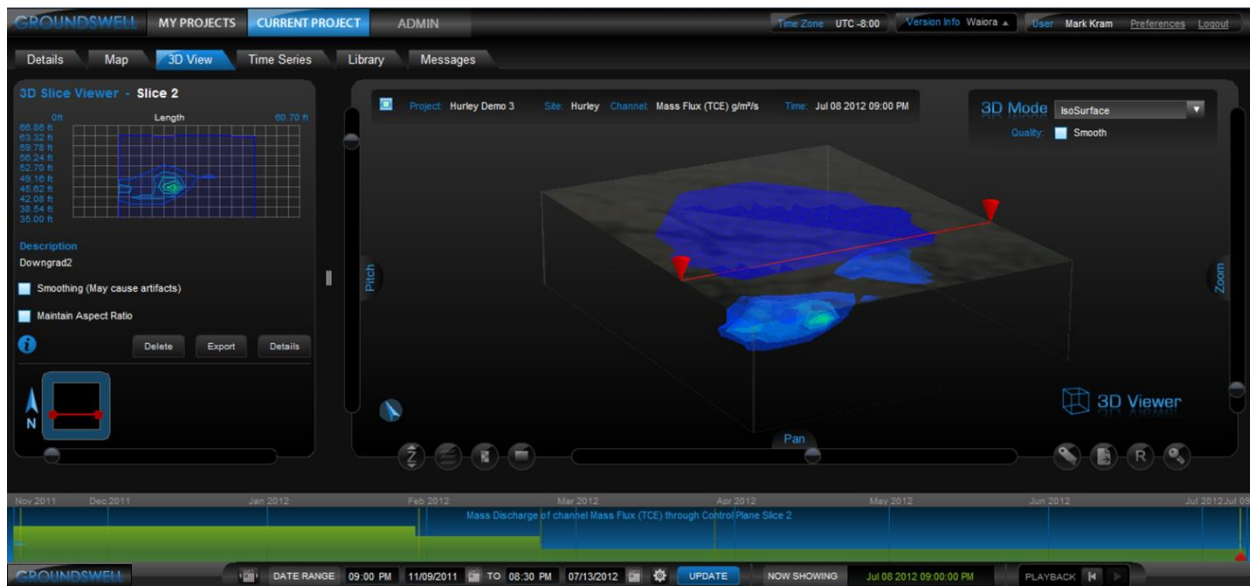 GROUNDSWELL MY PROJECTS CURRENT PROJECT ADMIN Time Zone UTC -8:00 Version Info Waiora User Mark Kram Preferences Logout
Details Map 3D View Time Series Library Messages
3D Slice Viewer - Slice 2
0ft Length 60.70 ft
66.86 ft
63.32 ft
59.78 ft
56.24 ft
52.70 ft
49.16 ft
45.62 ft
42.08 ft
38.54 ft
35.00 ft
Description
Downgrad2
Smoothing (May cause artifacts)
Maintain Aspect Ratio
Delete Export Details
N
Project: Hurley Demo 3 Site: Hurley Channel: Mass Flux (TCE) g/m²/s Time: Jul 08 2012 09:00 PM
3D Mode IsoSurface
Quality: Smooth
Pitch
Zoom
3D Viewer
Pan
Z
R
Nov 2011 Dec 2011 Jan 2012 Feb 2012 Mar 2012 Apr 2012 May 2012 Jun 2012 Jul 2012 Jul 09
Mass Discharge of channel Mass Flux (TCE) through Control Plane Slice 2
GROUNDSWELL DATE RANGE 09:00 PM 11/09/2011 TO 08:30 PM 07/13/2012 UPDATE NOW SHOWING Jul 08 2012 09:00:00 PM PLAYBACK